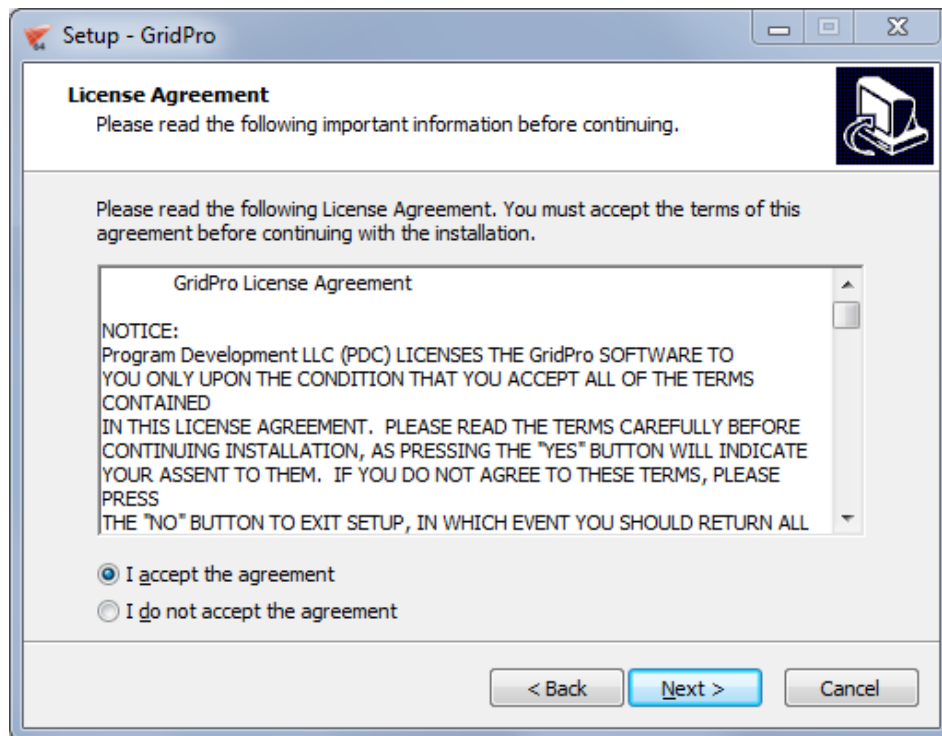 Setup - GridPro
License Agreement
Please read the following important information before continuing.
Please read the following License Agreement. You must accept the terms of this
agreement before continuing with the installation.
GridPro License Agreement
NOTICE:
Program Development LLC (PDC) LICENSES THE GridPro SOFTWARE TO
YOU ONLY UPON THE CONDITION THAT YOU ACCEPT ALL OF THE TERMS
CONTAINED
IN THIS LICENSE AGREEMENT.  PLEASE READ THE TERMS CAREFULLY BEFORE
CONTINUING INSTALLATION, AS PRESSING THE "YES" BUTTON WILL INDICATE
YOUR ASSENT TO THEM.  IF YOU DO NOT AGREE TO THESE TERMS, PLEASE
PRESS
THE "NO" BUTTON TO EXIT SETUP, IN WHICH EVENT YOU SHOULD RETURN ALL
I accept the agreement
I do not accept the agreement
< Back
Next >
Cancel